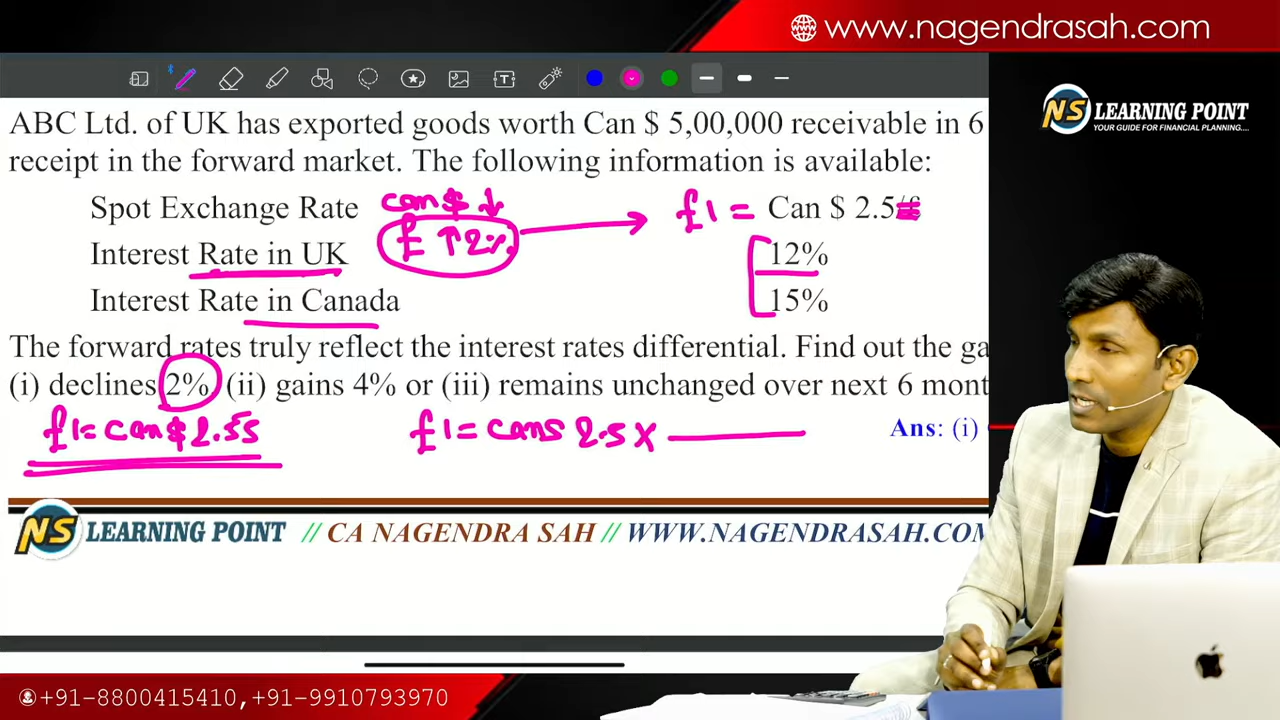 www.nagendrasah.com
NS LEARNING POINT
YOUR GUIDE FOR FINANCIAL PLANNING....
ABC Ltd. of UK has exported goods worth Can $ 5,00,000 receivable in 6
receipt in the forward market. The following information is available:
can $ ↓
Spot Exchange Rate £1 = Can $ 2.5
£ ↑ 2%
Interest Rate in UK 12%
Interest Rate in Canada 15%
The forward rates truly reflect the interest rates differential. Find out the ga
(i) declines 2% (ii) gains 4% or (iii) remains unchanged over next 6 mont
£1 = can $ 2.55 £1 = can $ 2.5 x
Ans: (i)
NS LEARNING POINT // CA NAGENDRA SAH // WWW.NAGENDRASAH.COM
+91-8800415410,+91-9910793970